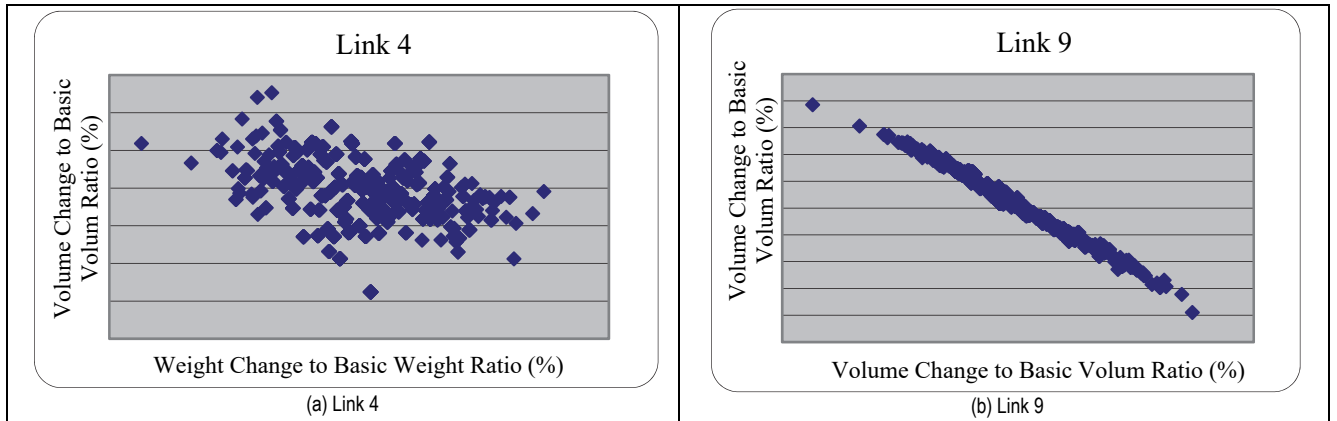 Link 4
Volume Change to Basic
Volum Ratio (%)
Weight Change to Basic Weight Ratio (%)
(a) Link 4
Link 9
Volume Change to Basic
Volum Ratio (%)
Volume Change to Basic Volum Ratio (%)
(b) Link 9